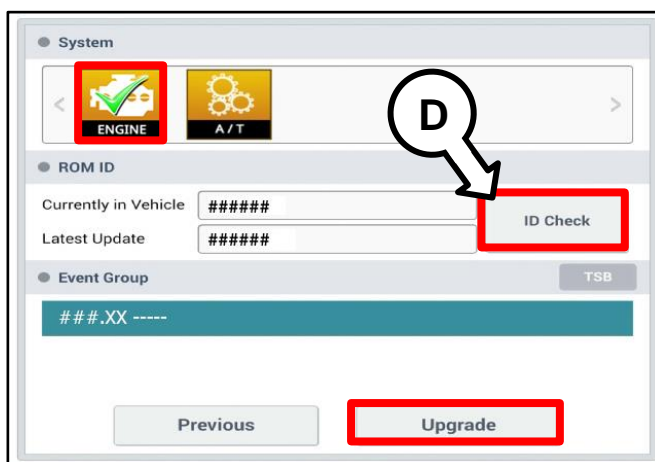 System
ENGINE
A/T
D
ROM ID
Currently in Vehicle ######
ID Check
Latest Update ######
Event Group TSB
###.XX -----
Previous Upgrade